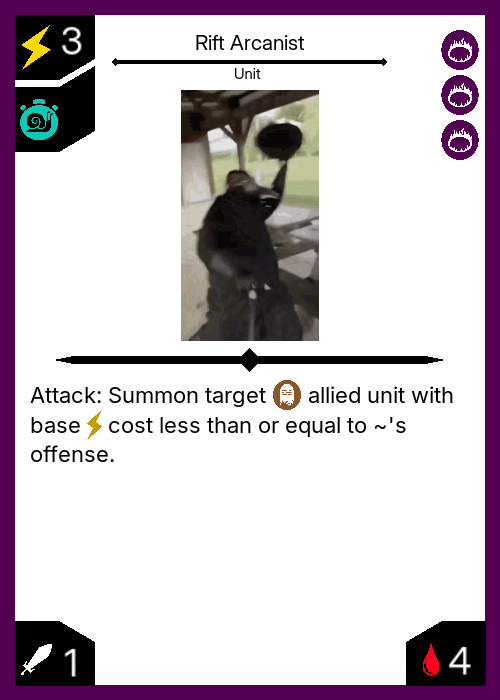 3
Rift Arcanist
Unit
Attack: Summon target allied unit with
base cost less than or equal to ~'s
offense.
1
4